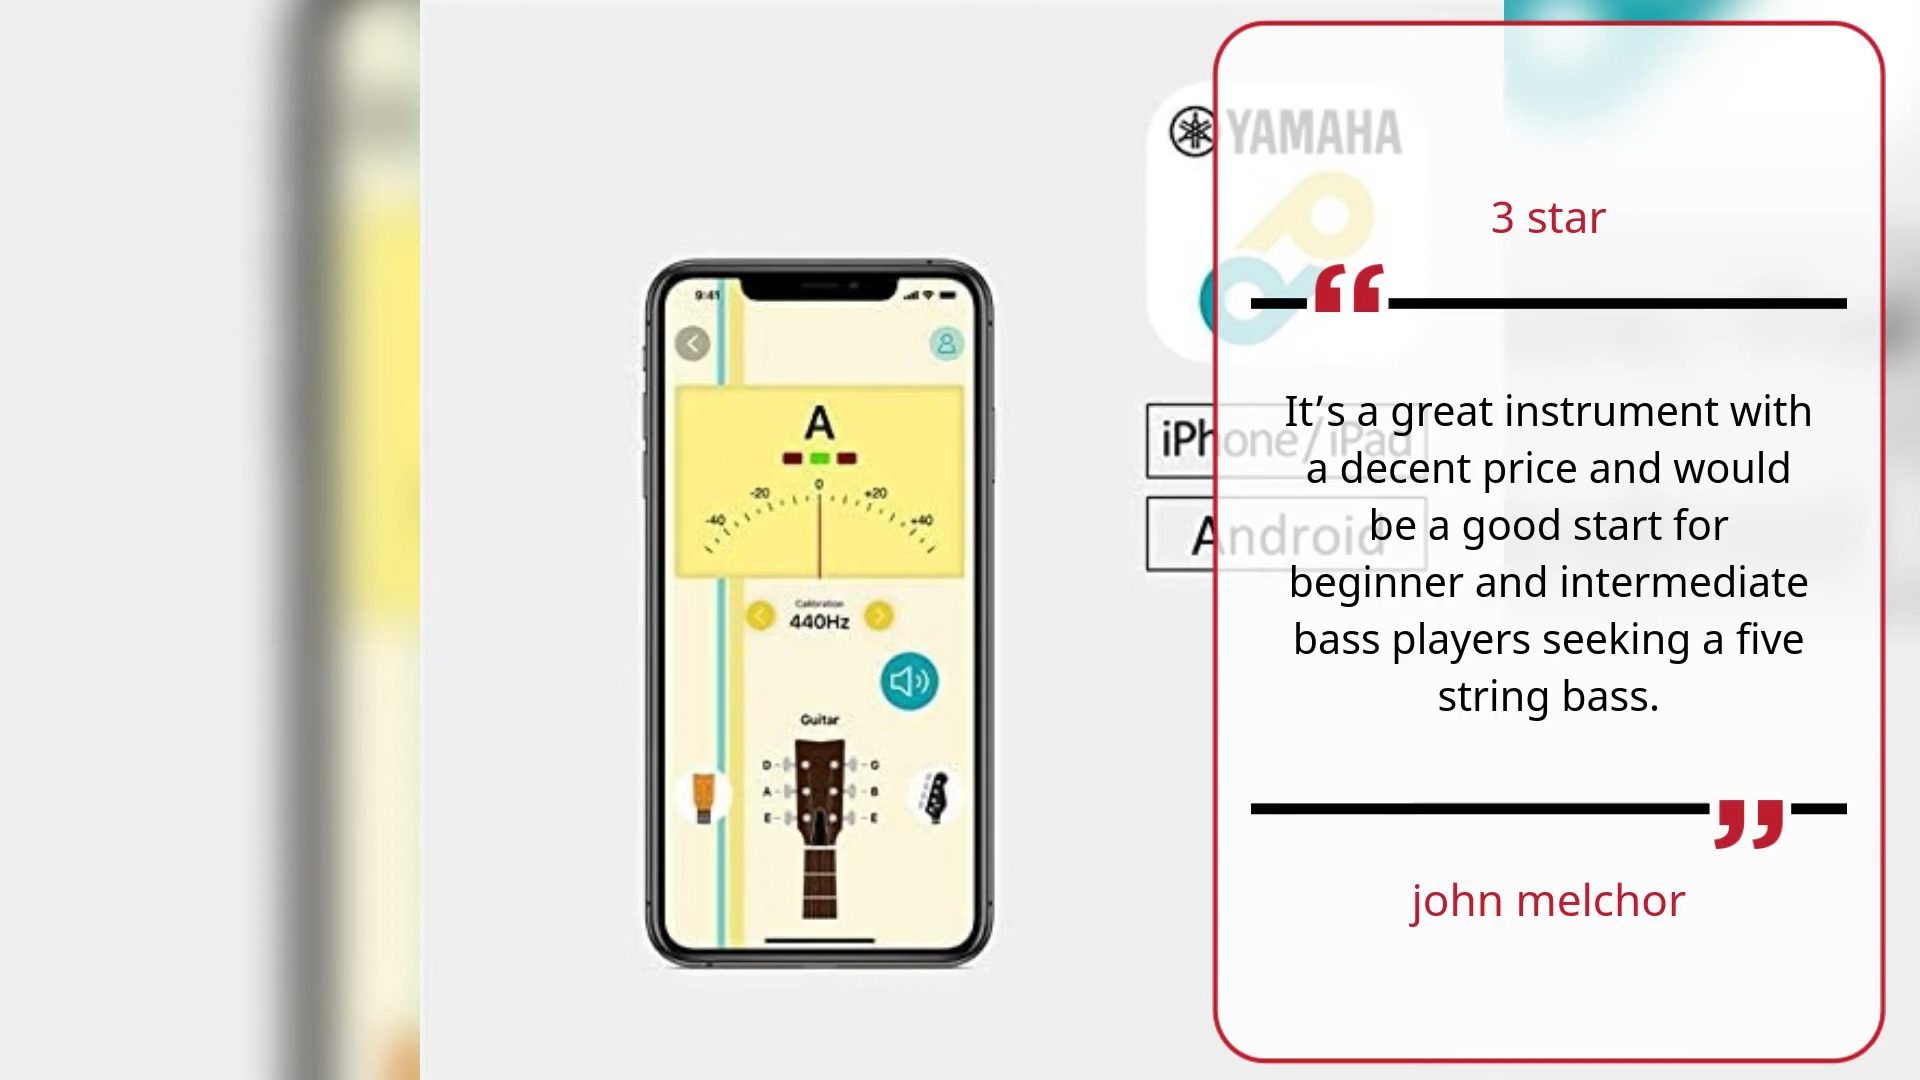 9:41
A
-40
-20
0
+20
+40
Calibration
440Hz
Guitar
D
G
A
B
E
E
YAMAHA
iPhone/iPad
Android
3 star
“
It’s a great instrument with
a decent price and would
be a good start for
beginner and intermediate
bass players seeking a five
string bass.
”
john melchor